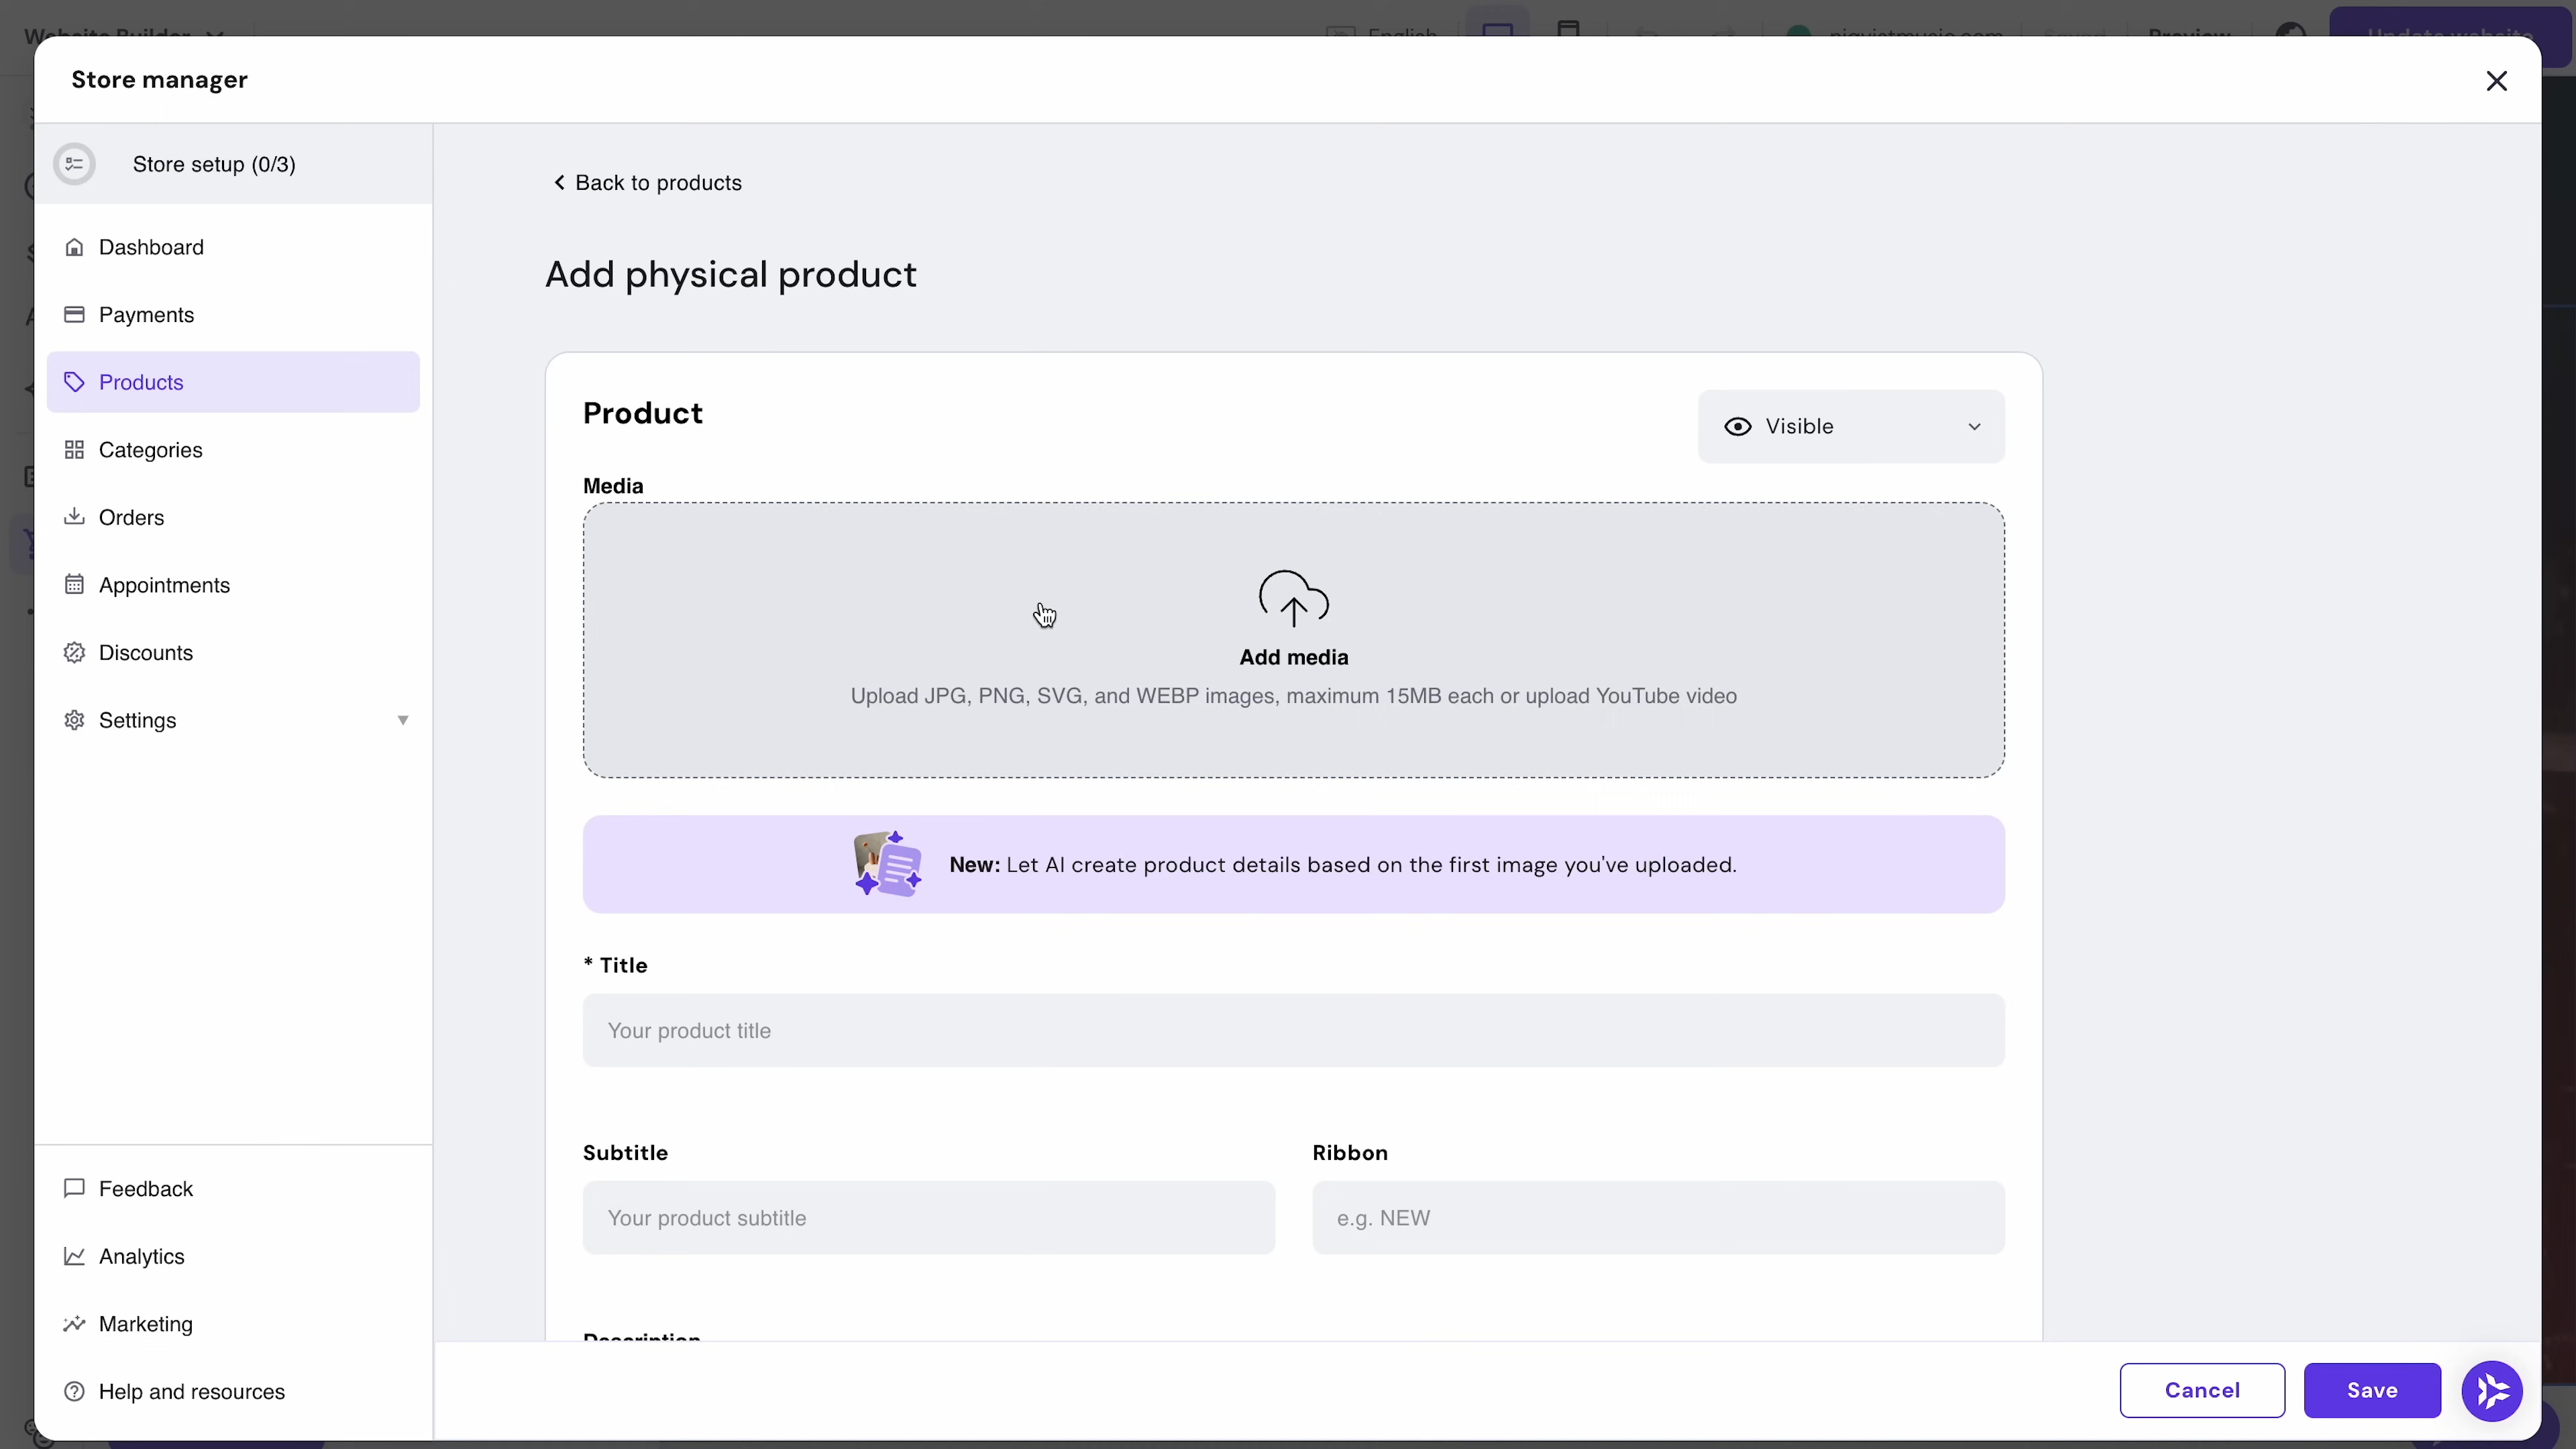 English
Preview
Store manager
Store setup (0/3)
Dashboard
Payments
Products
Categories
Orders
Appointments
Discounts
Settings
Feedback
Analytics
Marketing
Help and resources
Back to products
Add physical product
Product
Visible
Media
Add media
Upload JPG, PNG, SVG, and WEBP images, maximum 15MB each or upload YouTube video
New: Let AI create product details based on the first image you've uploaded.
* Title
Your product title
Subtitle
Ribbon
Your product subtitle
e.g. NEW
Description
Cancel
Save